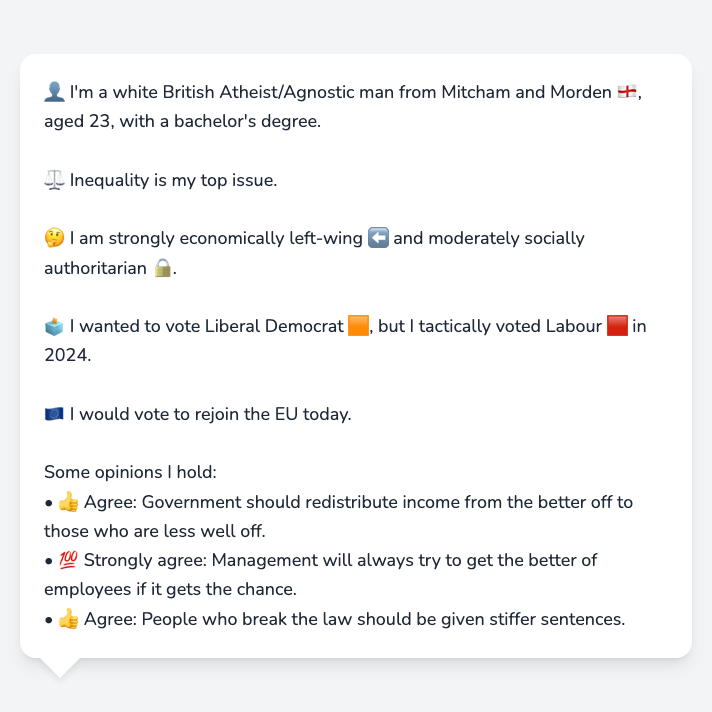 👤 I'm a white British Atheist/Agnostic man from Mitcham and Morden 🏴󠁧󠁢󠁥󠁮󠁧󠁿,
aged 23, with a bachelor's degree.
⚖️ Inequality is my top issue.
🤔 I am strongly economically left-wing ⬅️ and moderately socially
authoritarian 🔒.
🗳️ I wanted to vote Liberal Democrat 🟧, but I tactically voted Labour 🟥 in
2024.
🇪🇺 I would vote to rejoin the EU today.
Some opinions I hold:
• 👍 Agree: Government should redistribute income from the better off to
those who are less well off.
• 💯 Strongly agree: Management will always try to get the better of
employees if it gets the chance.
• 👍 Agree: People who break the law should be given stiffer sentences.